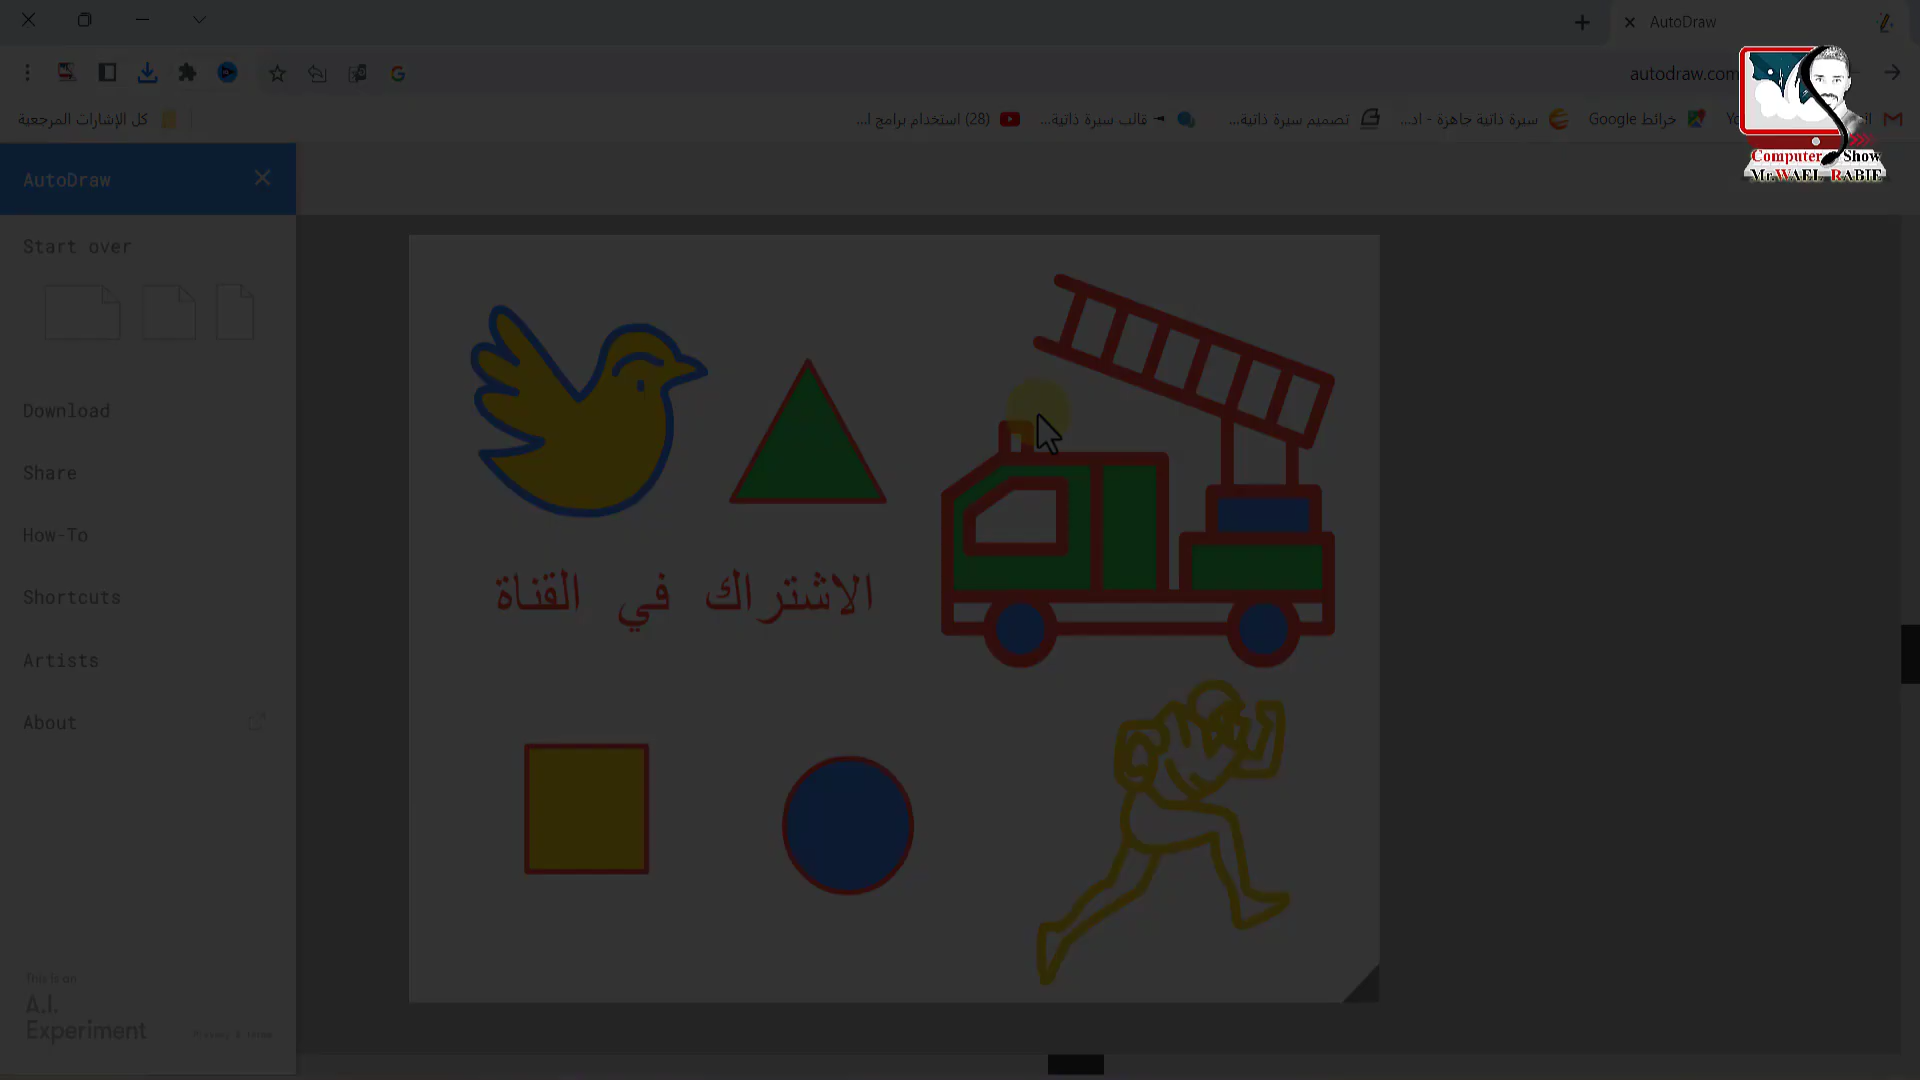 AutoDraw
autodraw.com
Computer Show
Mr.WAEL RABIE
خرائط Google
سيرة ذاتية جاهزة - اد...
تصميم سيرة ذاتية...
قالب سيرة ذاتية...
(28) استخدام برامج ا...
كل الإشارات المرجعية
AutoDraw
Start over
Download
Share
How-To
Shortcuts
Artists
About
الاشتراك في القناة
This is an
A.I.
Experiment
Privacy & Terms